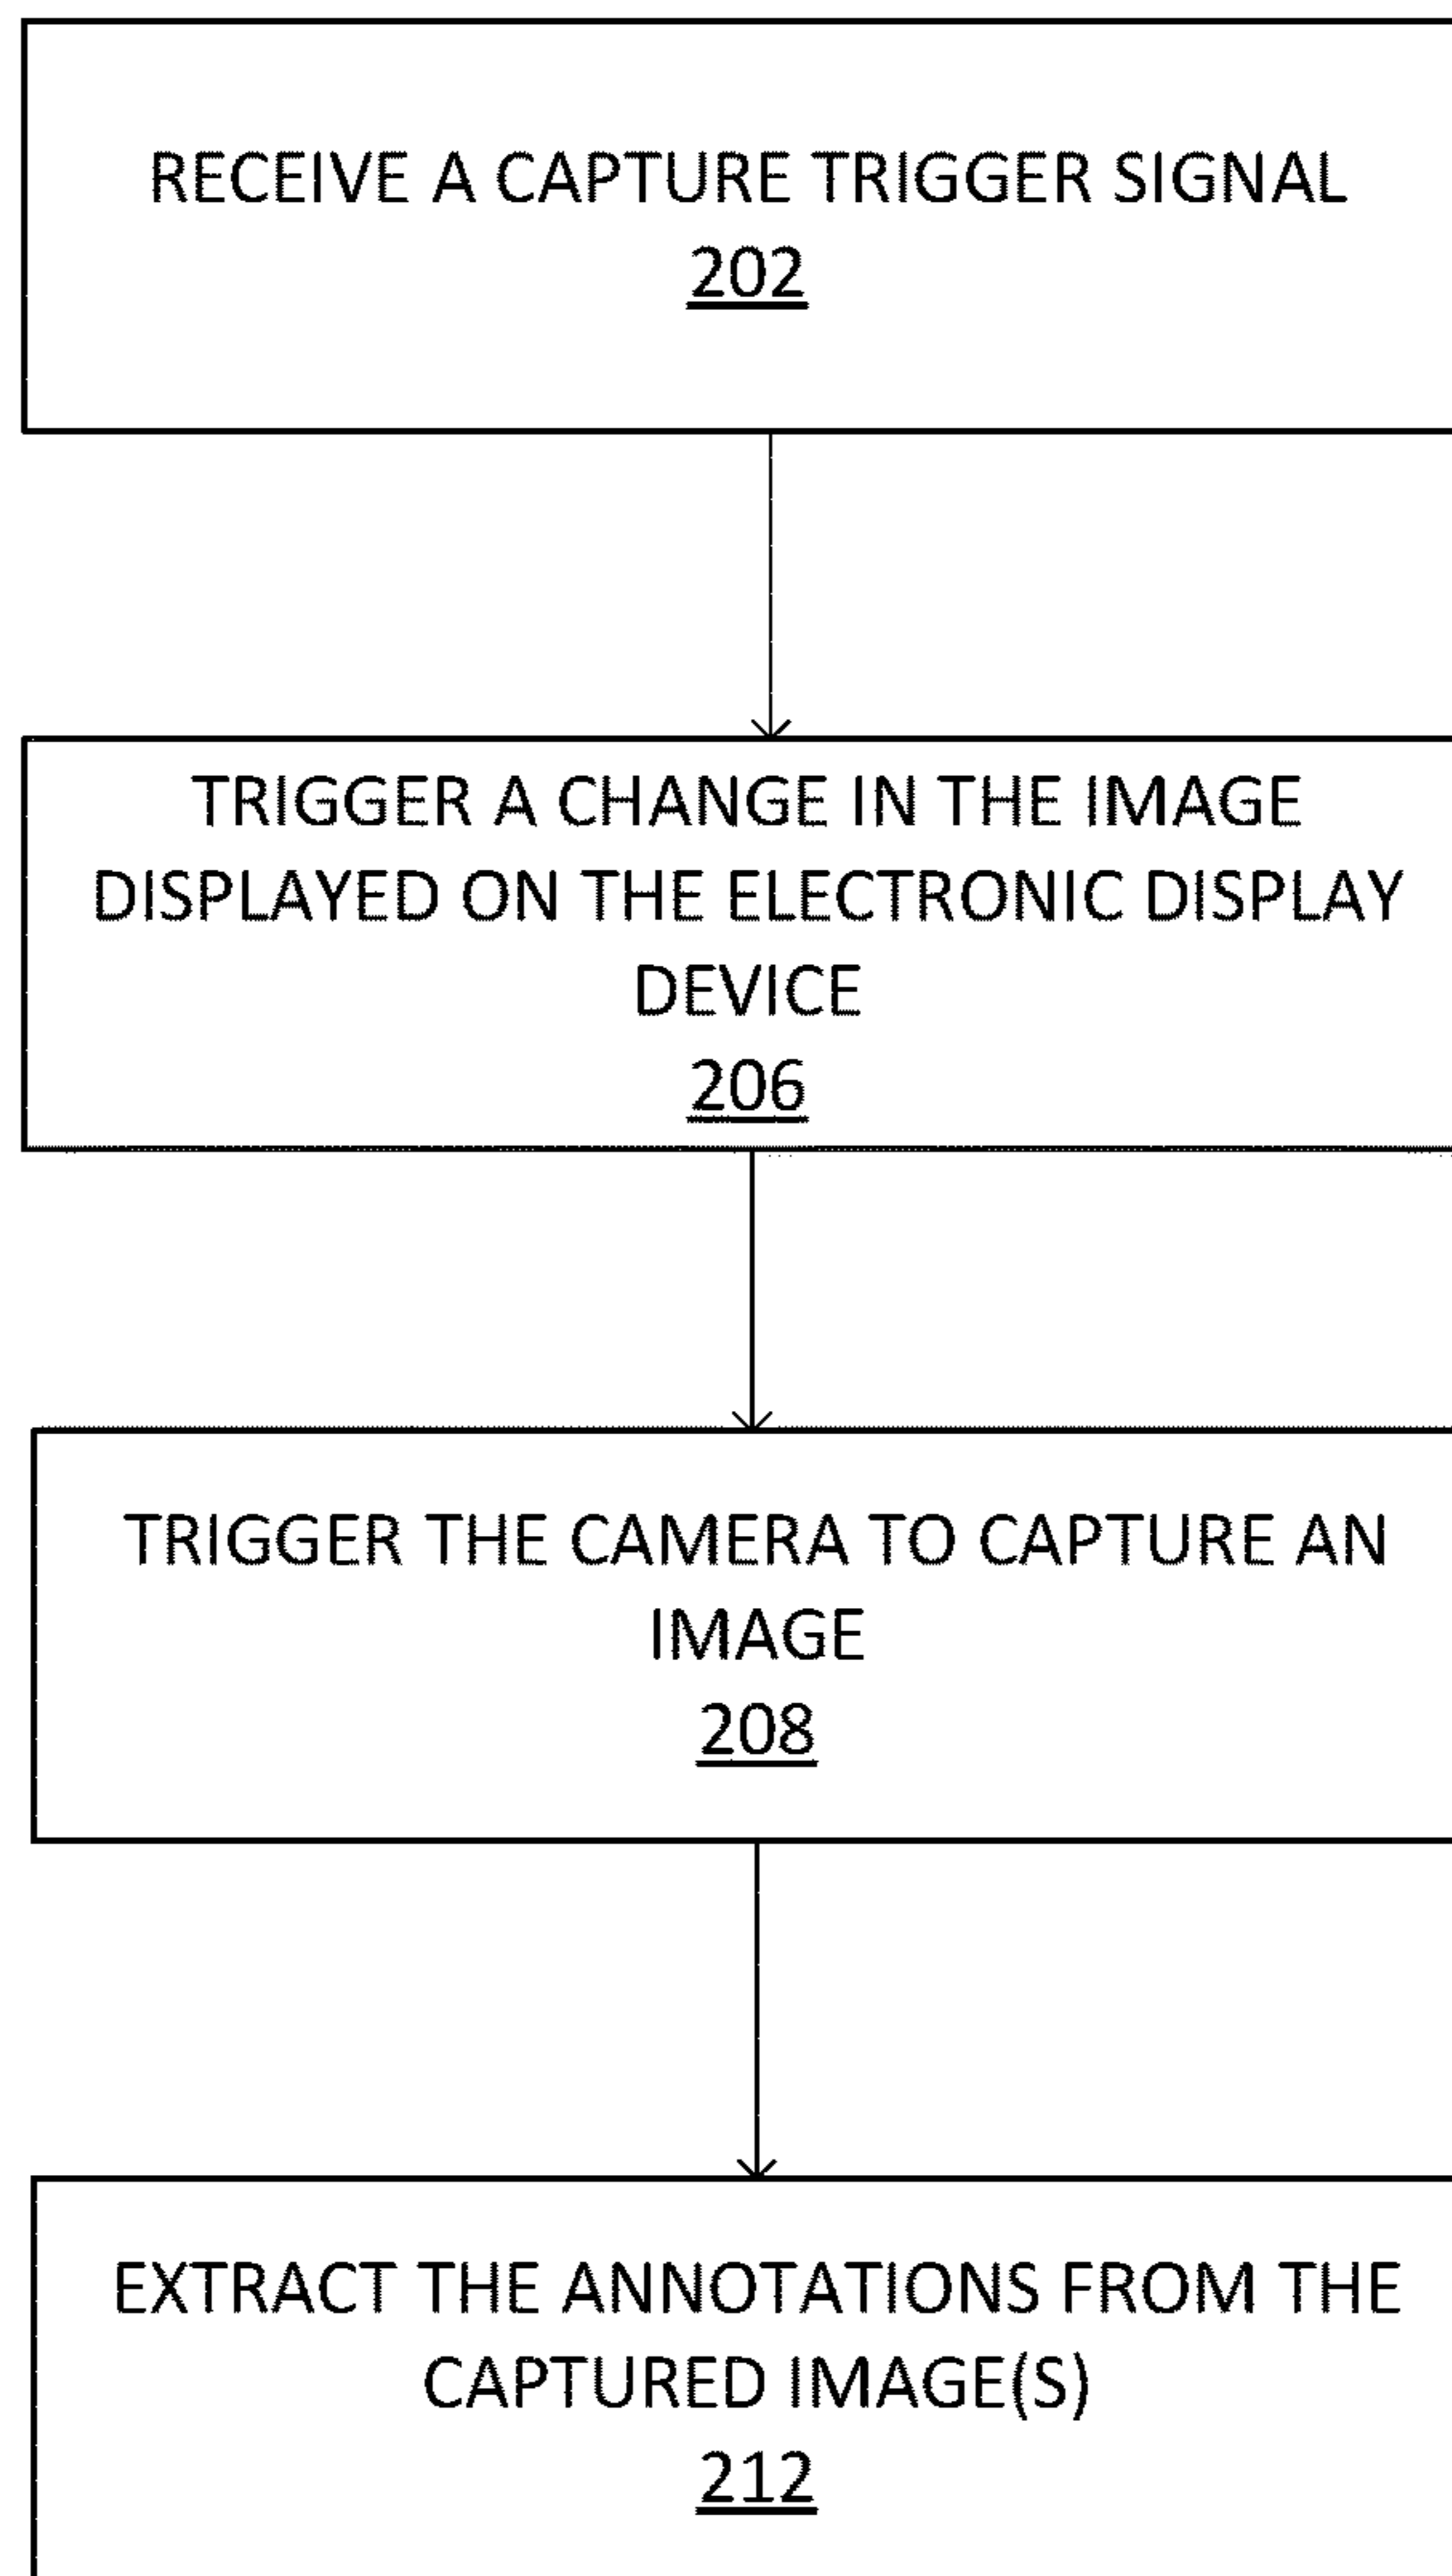 RECEIVE A CAPTURE TRIGGER SIGNAL
202
TRIGGER A CHANGE IN THE IMAGE
DISPLAYED ON THE ELECTRONIC DISPLAY
DEVICE
206
TRIGGER THE CAMERA TO CAPTURE AN
IMAGE
208
EXTRACT THE ANNOTATIONS FROM THE
CAPTURED IMAGE(S)
212